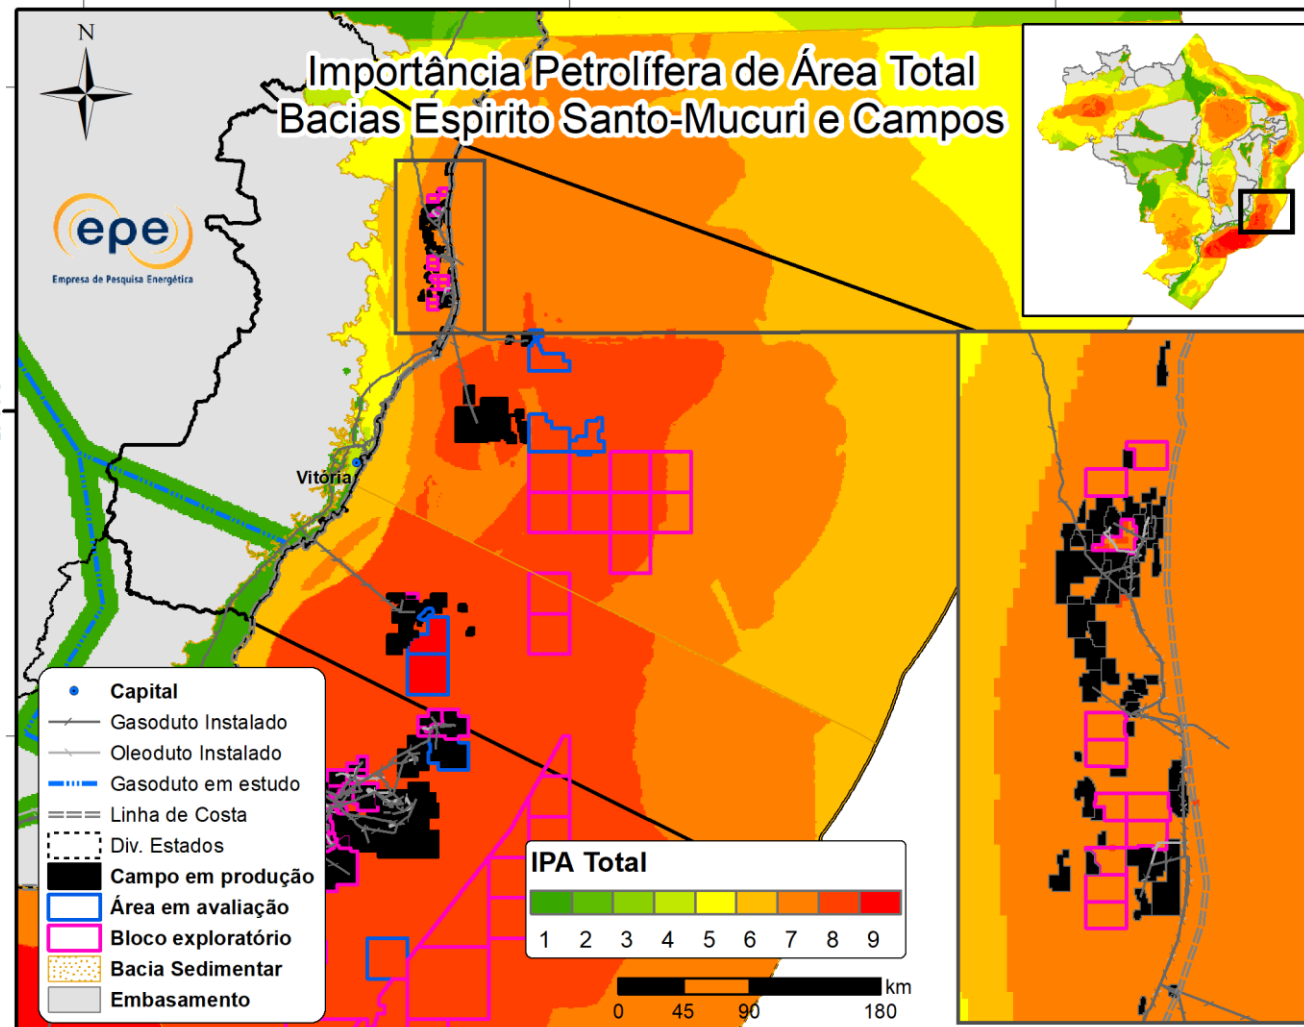 N
Importância Petrolífera de Área Total
Bacias Espirito Santo-Mucuri e Campos
epe
Empresa de Pesquisa Energética
Vitória
Capital
Gasoduto Instalado
Oleoduto Instalado
Gasoduto em estudo
Linha de Costa
Div. Estados
Campo em produção
Área em avaliação
Bloco exploratório
Bacia Sedimentar
Embasamento
IPA Total
1 2 3 4 5 6 7 8 9
km
0 45 90 180